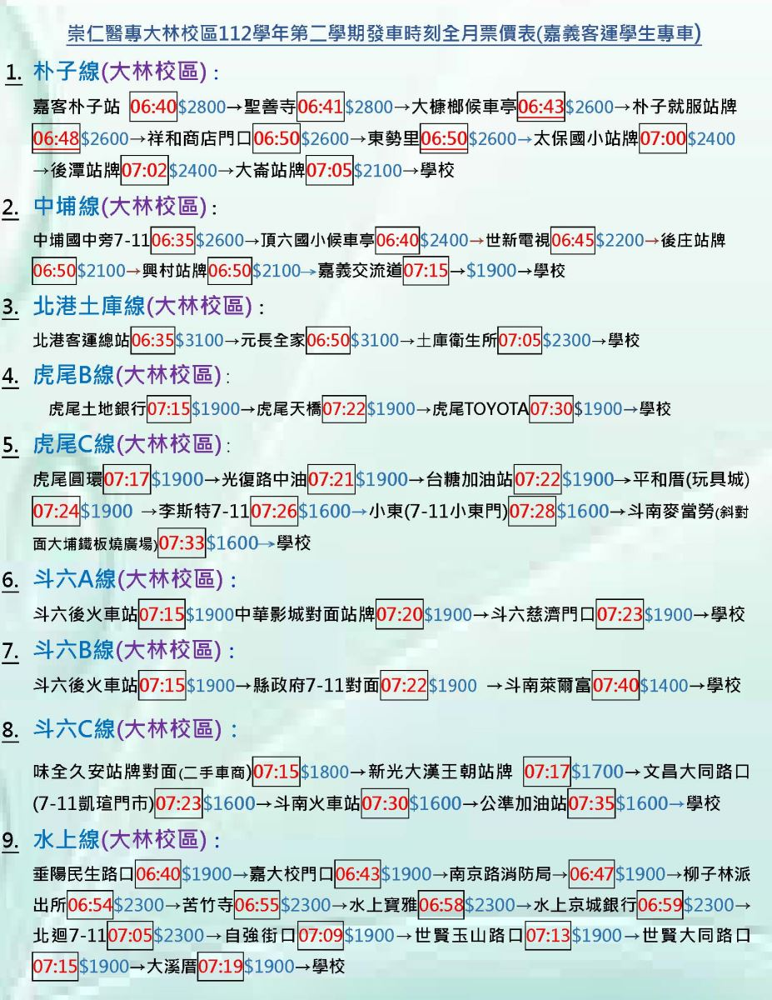 崇仁醫專大林校區112學年第二學期發車時刻全月票價表(嘉義客運學生專車)
1. 朴子線(大林校區)：
嘉客朴子站 06:40$2800→聖善寺06:41$2800→大槺榔候車亭06:43$2600→朴子就服站牌
06:48$2600→祥和商店門口06:50$2600→東勢里06:50$2600→太保國小站牌07:00$2400
→後潭站牌07:02$2400→大崙站牌07:05$2100→學校
2. 中埔線(大林校區)：
中埔國中旁7-1106:35$2600→頂六國小候車亭06:40$2400→世新電視06:45$2200→後庄站牌
06:50$2100→興村站牌06:50$2100→嘉義交流道07:15→$1900→學校
3. 北港土庫線(大林校區)：
北港客運總站06:35$3100→元長全家06:50$3100→土庫衛生所07:05$2300→學校
4. 虎尾B線(大林校區)：
虎尾土地銀行07:15$1900→虎尾天橋07:22$1900→虎尾TOYOTA07:30$1900→學校
5. 虎尾C線(大林校區)：
虎尾圓環07:17$1900→光復路中油07:21$1900→台糖加油站07:22$1900→平和厝(玩具城)
07:24$1900 →李斯特7-1107:26$1600→小東(7-11小東門)07:28$1600→斗南麥當勞(斜對
面大埔鐵板燒廣場)07:33$1600→學校
6. 斗六A線(大林校區)：
斗六後火車站07:15$1900中華影城對面站牌07:20$1900→斗六慈濟門口07:23$1900→學校
7. 斗六B線(大林校區)：
斗六後火車站07:15$1900→縣政府7-11對面07:22$1900 →斗南萊爾富07:40$1400→學校
8. 斗六C線(大林校區)：
味全久安站牌對面(二手車商)07:15$1800→新光大漢王朝站牌 07:17$1700→文昌大同路口
(7-11凱瑄門市)07:23$1600→斗南火車站07:30$1600→公準加油站07:35$1600→學校
9. 水上線(大林校區)：
垂陽民生路口06:40$1900→嘉大校門口06:43$1900→南京路消防局→06:47$1900→柳子林派
出所06:54$2300→苦竹寺06:55$2300→水上寶雅06:58$2300→水上京城銀行06:59$2300→
北迴7-1107:05$2300→自強街口07:09$1900→世賢玉山路口07:13$1900→世賢大同路口
07:15$1900→大溪厝07:19$1900→學校